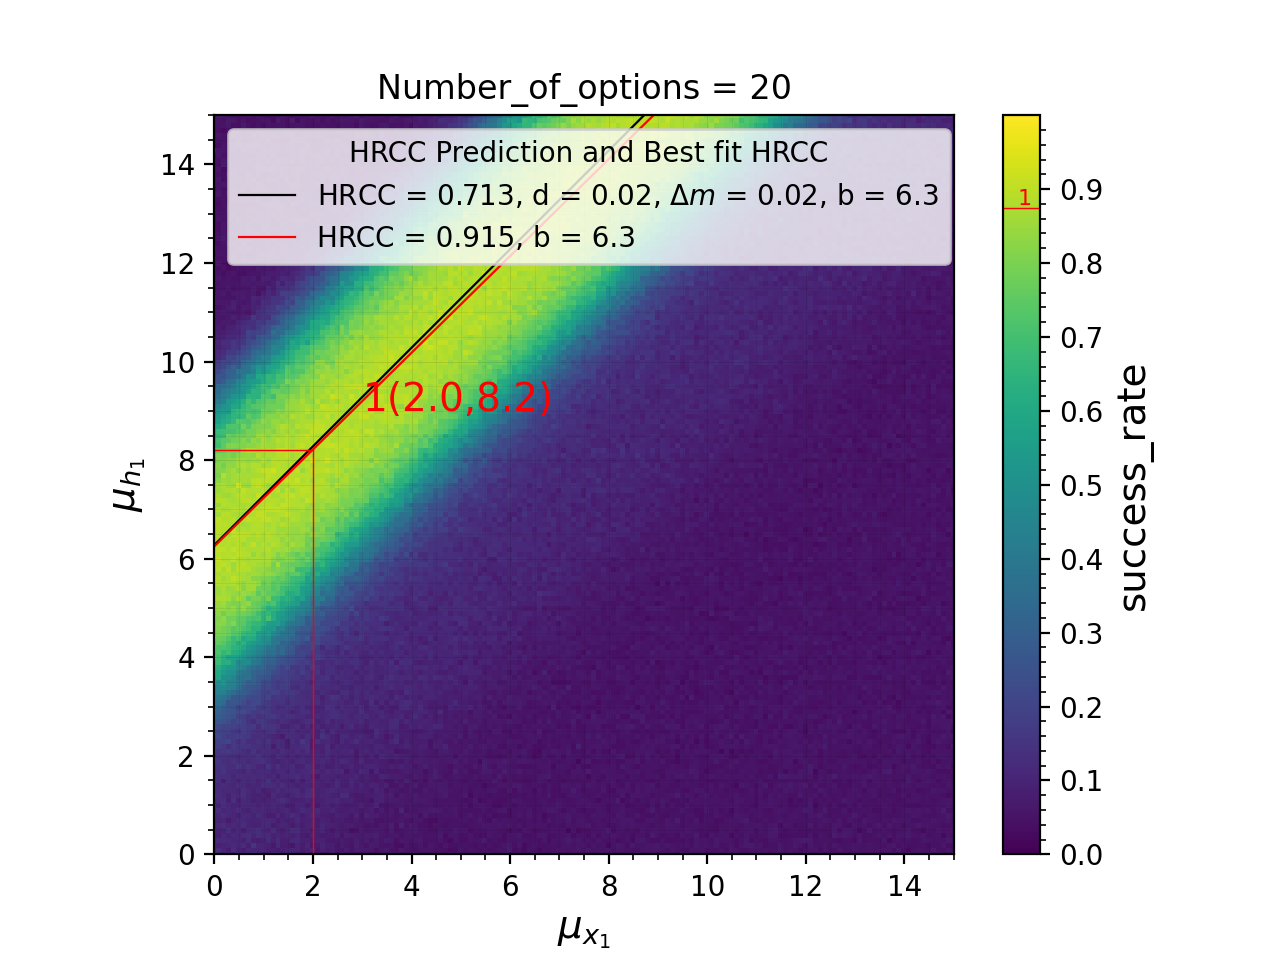 Number_of_options = 20
HRCC Prediction and Best fit HRCC
HRCC = 0.713, d = 0.02, Δm = 0.02, b = 6.3
HRCC = 0.915, b = 6.3
1(2.0,8.2)
14
12
10
8
6
4
2
0
μh1
0 2 4 6 8 10 12 14
μx1
1
0.9
0.8
0.7
0.6
0.5
0.4
0.3
0.2
0.1
0.0
success_rate